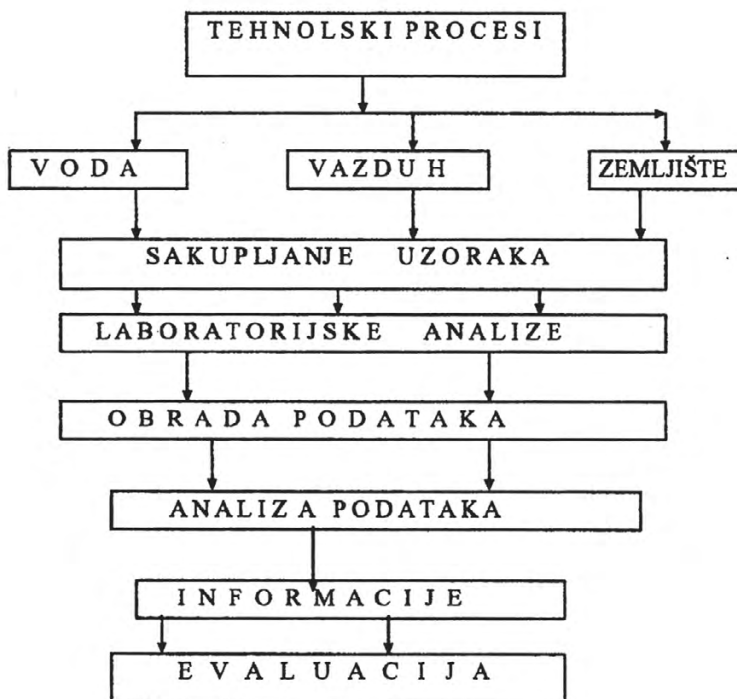 TEHNOLSKI PROCESI
VODA VAZDUH ZEMLJIŠTE
SAKUPLJANJE UZORAKA
LABORATORIJSKE ANALIZE
OBRADA PODATAKA
ANALIZA PODATAKA
INFORMACIJE
EVALUACIJA